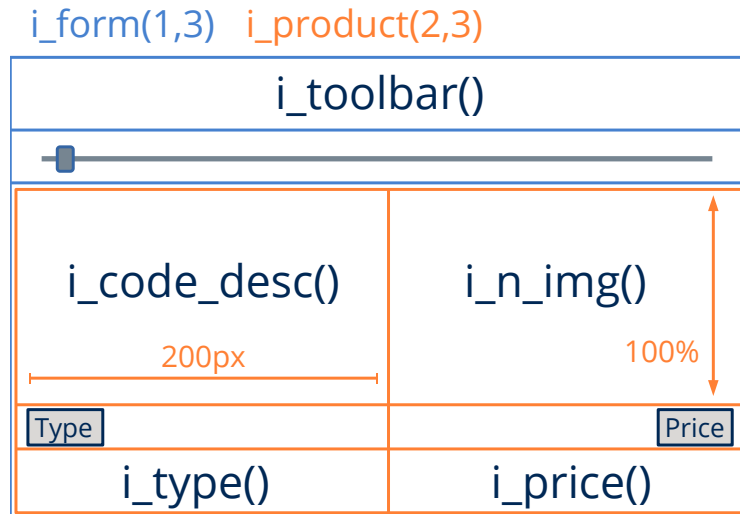 i_form(1,3) i_product(2,3)
i_toolbar()
i_code_desc() i_n_img()
200px 100%
Type Price
i_type() i_price()